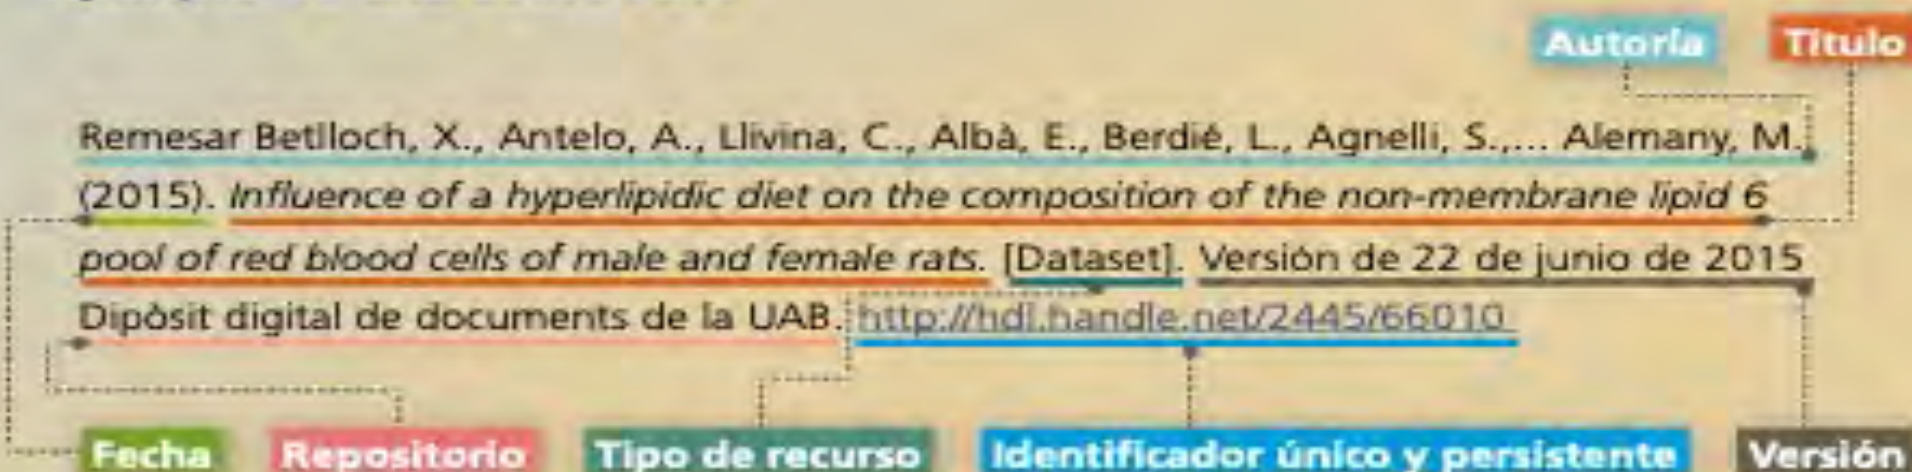 Autoría Título
Remesar Betlloch, X., Antelo, A., Llivina, C., Albà, E., Berdié, L., Agnelli, S.,... Alemany, M.
(2015). Influence of a hyperlipidic diet on the composition of the non-membrane lipid 6
pool of red blood cells of male and female rats. [Dataset]. Versión de 22 de junio de 2015
Dipòsit digital de documents de la UAB. http://hdl.handle.net/2445/66010
Fecha Repositorio Tipo de recurso Identificador único y persistente Versión